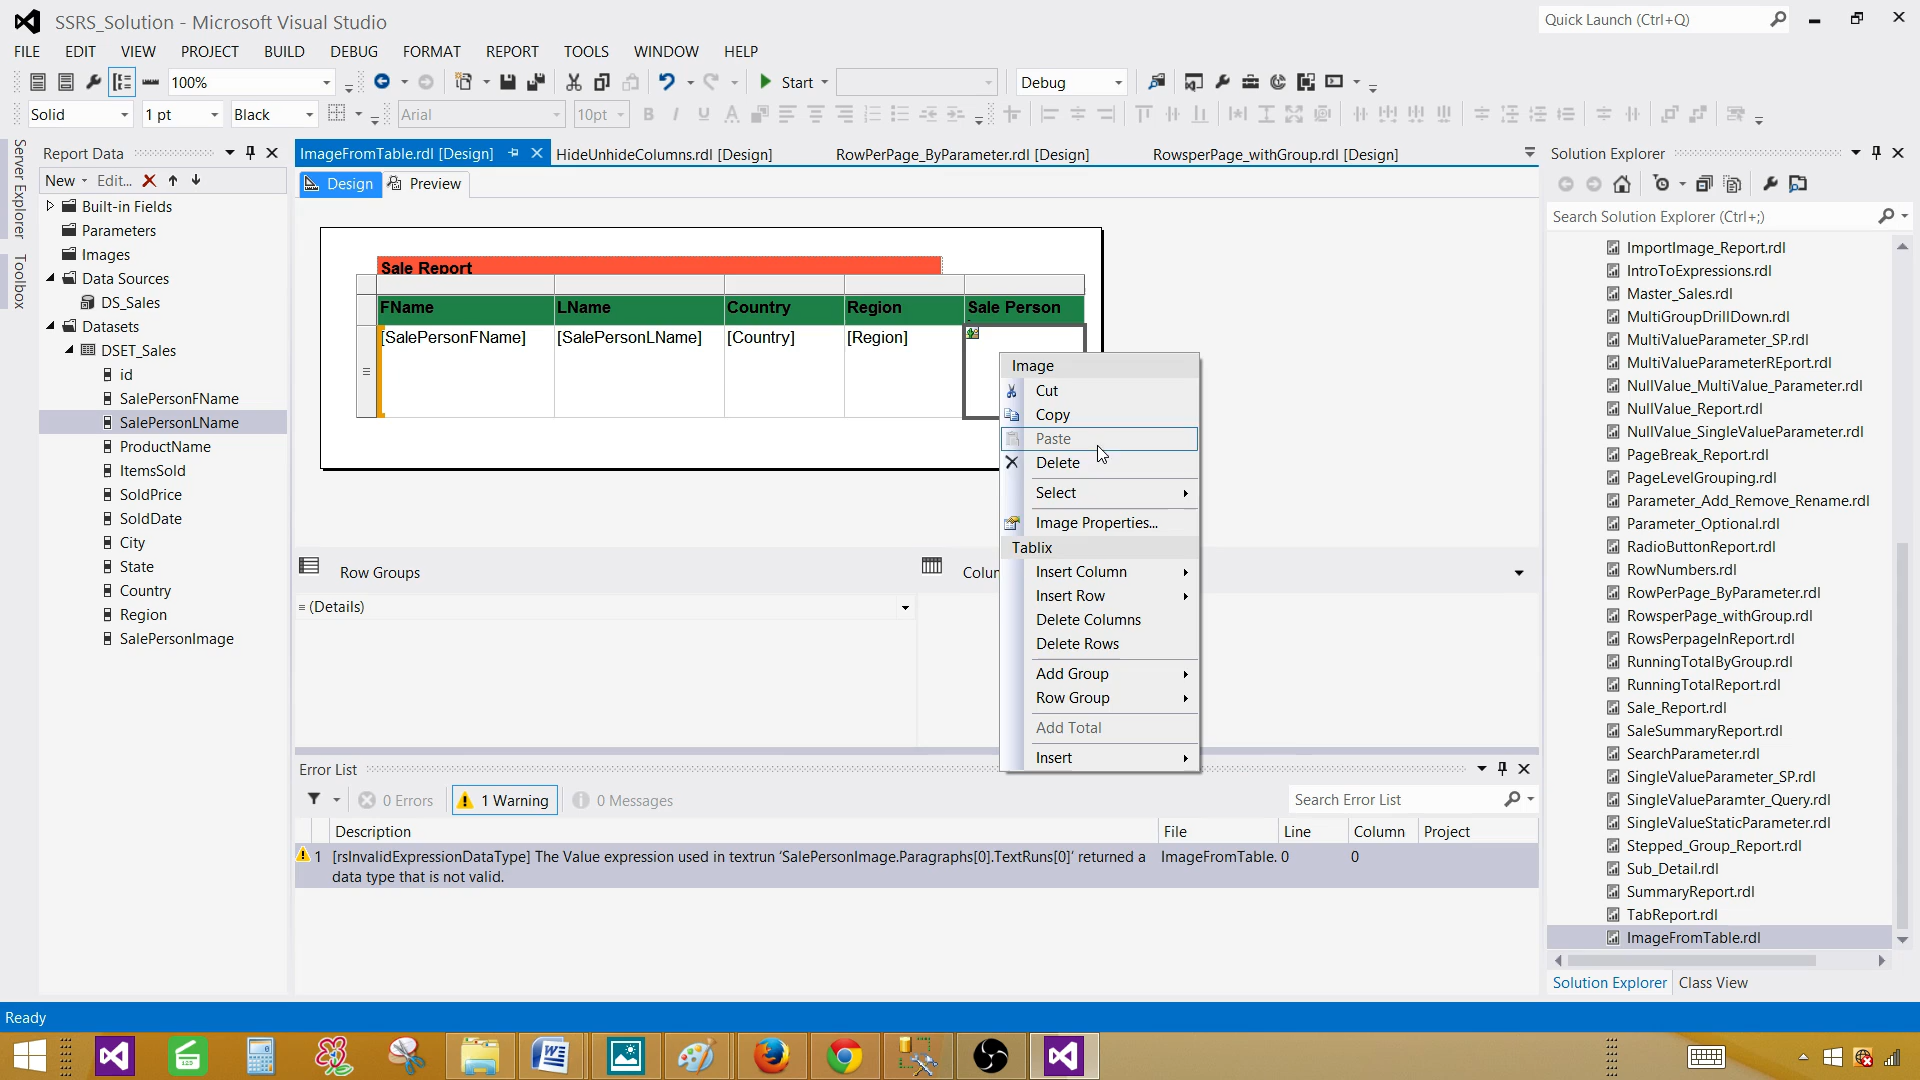 SSRS_Solution - Microsoft Visual Studio
Quick Launch (Ctrl+Q)
FILE EDIT VIEW PROJECT BUILD DEBUG FORMAT REPORT TOOLS WINDOW HELP
100% Start Debug
Solid 1 pt Black Arial 10pt B I U A
Server Explorer
Toolbox
Report Data
New Edit...
Built-in Fields
Parameters
Images
Data Sources
DS_Sales
Datasets
DSET_Sales
id
SalePersonFName
SalePersonLName
ProductName
ItemsSold
SoldPrice
SoldDate
City
State
Country
Region
SalePersonImage
ImageFromTable.rdl [Design] HideUnhideColumns.rdl [Design] RowPerPage_ByParameter.rdl [Design] RowsperPage_withGroup.rdl [Design]
Design Preview
Sale Report
FName LName Country Region Sale Person
[SalePersonFName] [SalePersonLName] [Country] [Region]
Image
Cut
Copy
Paste
Delete
Select
Image Properties...
Tablix
Insert Column
Insert Row
Delete Columns
Delete Rows
Add Group
Row Group
Add Total
Insert
Row Groups
(Details)
Error List
0 Errors 1 Warning 0 Messages
Search Error List
Description File Line Column Project
1 [rsInvalidExpressionDataType] The Value expression used in textrun 'SalePersonImage.Paragraphs[0].TextRuns[0]' returned a ImageFromTable. 0 0
data type that is not valid.
Solution Explorer
Search Solution Explorer (Ctrl+;)
ImportImage_Report.rdl
IntroToExpressions.rdl
Master_Sales.rdl
MultiGroupDrillDown.rdl
MultiValueParameter_SP.rdl
MultiValueParameterREport.rdl
NullValue_MultiValue_Parameter.rdl
NullValue_Report.rdl
NullValue_SingleValueParameter.rdl
PageBreak_Report.rdl
PageLevelGrouping.rdl
Parameter_Add_Remove_Rename.rdl
Parameter_Optional.rdl
RadioButtonReport.rdl
RowNumbers.rdl
RowPerPage_ByParameter.rdl
RowsperPage_withGroup.rdl
RowsPerpageInReport.rdl
RunningTotalByGroup.rdl
RunningTotalReport.rdl
Sale_Report.rdl
SaleSummaryReport.rdl
SearchParameter.rdl
SingleValueParameter_SP.rdl
SingleValueParamter_Query.rdl
SingleValueStaticParameter.rdl
Stepped_Group_Report.rdl
Sub_Detail.rdl
SummaryReport.rdl
TabReport.rdl
ImageFromTable.rdl
Solution Explorer Class View
Ready